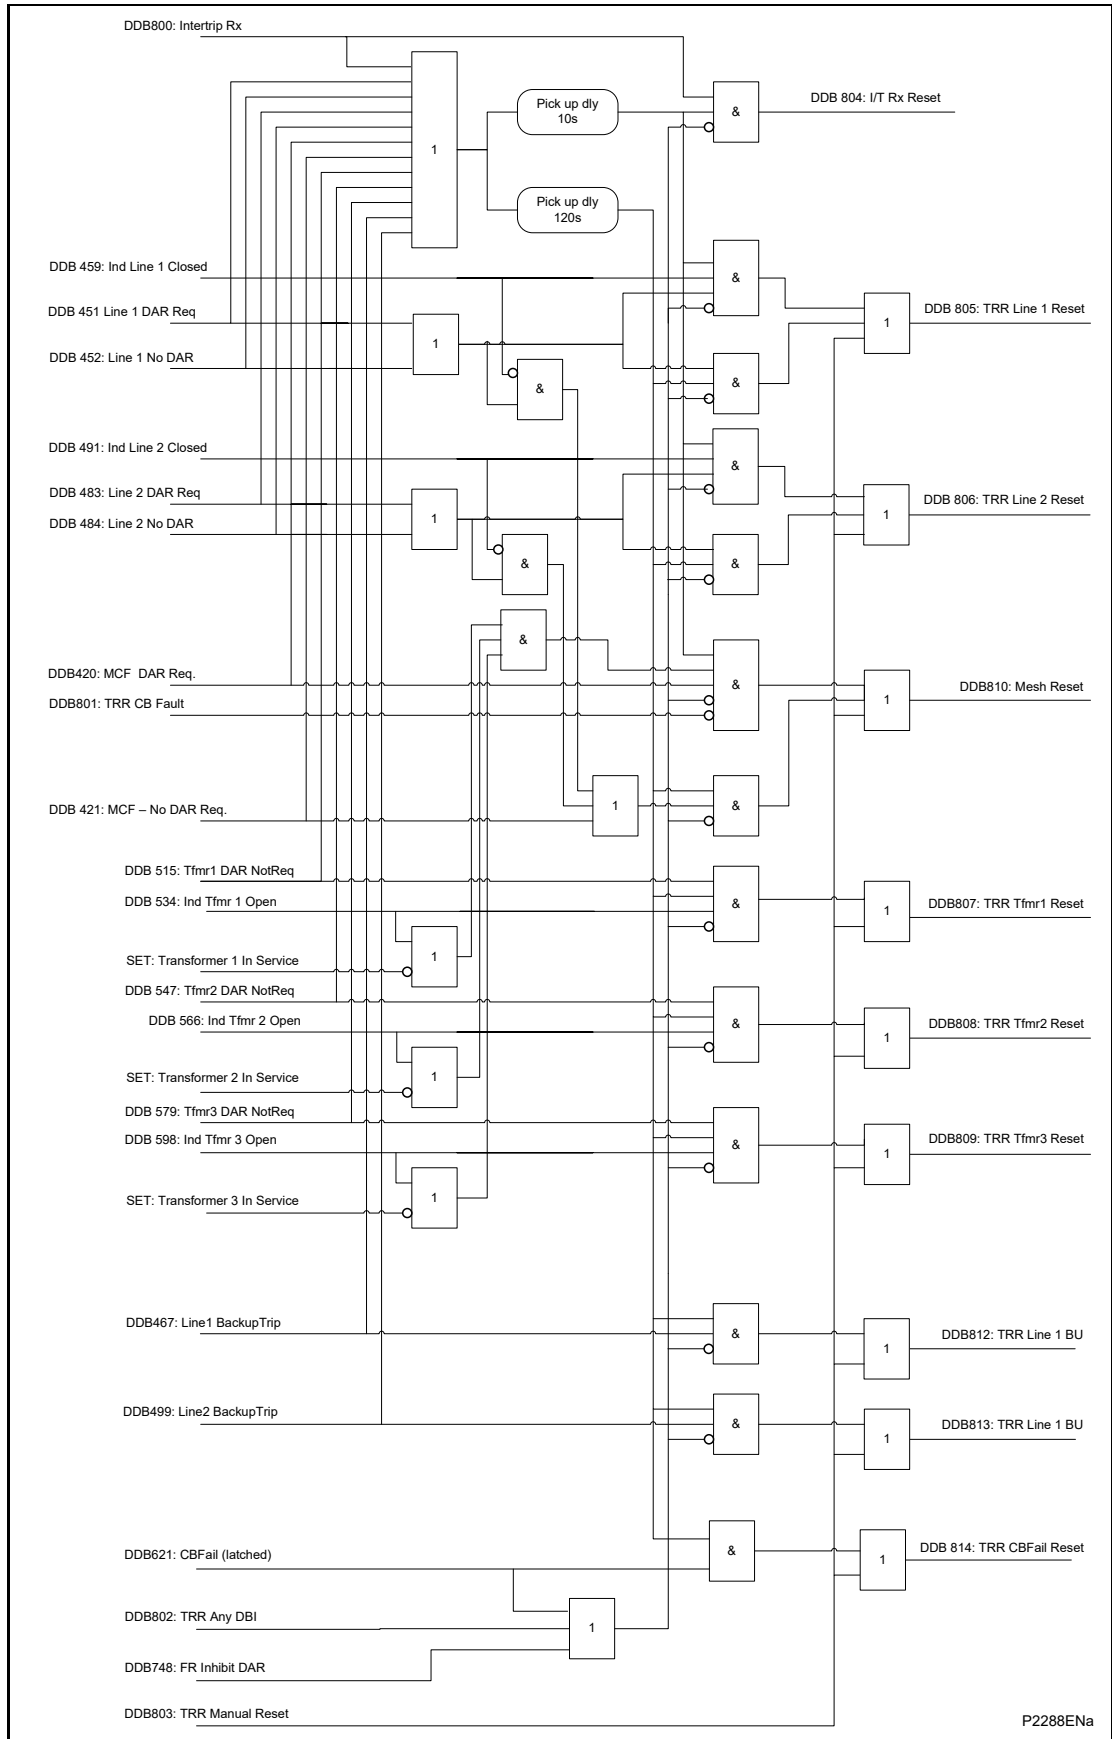 DDB800: Intertrip Rx
Pick up dly
10s
&
DDB 804: I/T Rx Reset
1
Pick up dly
120s
DDB 459: Ind Line 1 Closed
&
DDB 451 Line 1 DAR Req
DDB 805: TRR Line 1 Reset
1
1
DDB 452: Line 1 No DAR
&
&
DDB 491: Ind Line 2 Closed
&
DDB 483: Line 2 DAR Req
DDB 806: TRR Line 2 Reset
1
1
DDB 484: Line 2 No DAR
&
&
&
DDB420: MCF DAR Req.
&
DDB810: Mesh Reset
1
DDB801: TRR CB Fault
DDB 421: MCF – No DAR Req.
1
&
DDB 515: Tfmr1 DAR NotReq
DDB 534: Ind Tfmr 1 Open
&
DDB807: TRR Tfmr1 Reset
1
1
SET: Transformer 1 In Service
DDB 547: Tfmr2 DAR NotReq
DDB 566: Ind Tfmr 2 Open
&
DDB808: TRR Tfmr2 Reset
1
1
SET: Transformer 2 In Service
DDB 579: Tfmr3 DAR NotReq
DDB 598: Ind Tfmr 3 Open
&
DDB809: TRR Tfmr3 Reset
1
1
SET: Transformer 3 In Service
DDB467: Line1 BackupTrip
&
DDB812: TRR Line 1 BU
1
DDB499: Line2 BackupTrip
&
DDB813: TRR Line 1 BU
1
DDB621: CBFail (latched)
&
DDB 814: TRR CBFail Reset
1
DDB802: TRR Any DBI
1
DDB748: FR Inhibit DAR
DDB803: TRR Manual Reset
P2288ENa